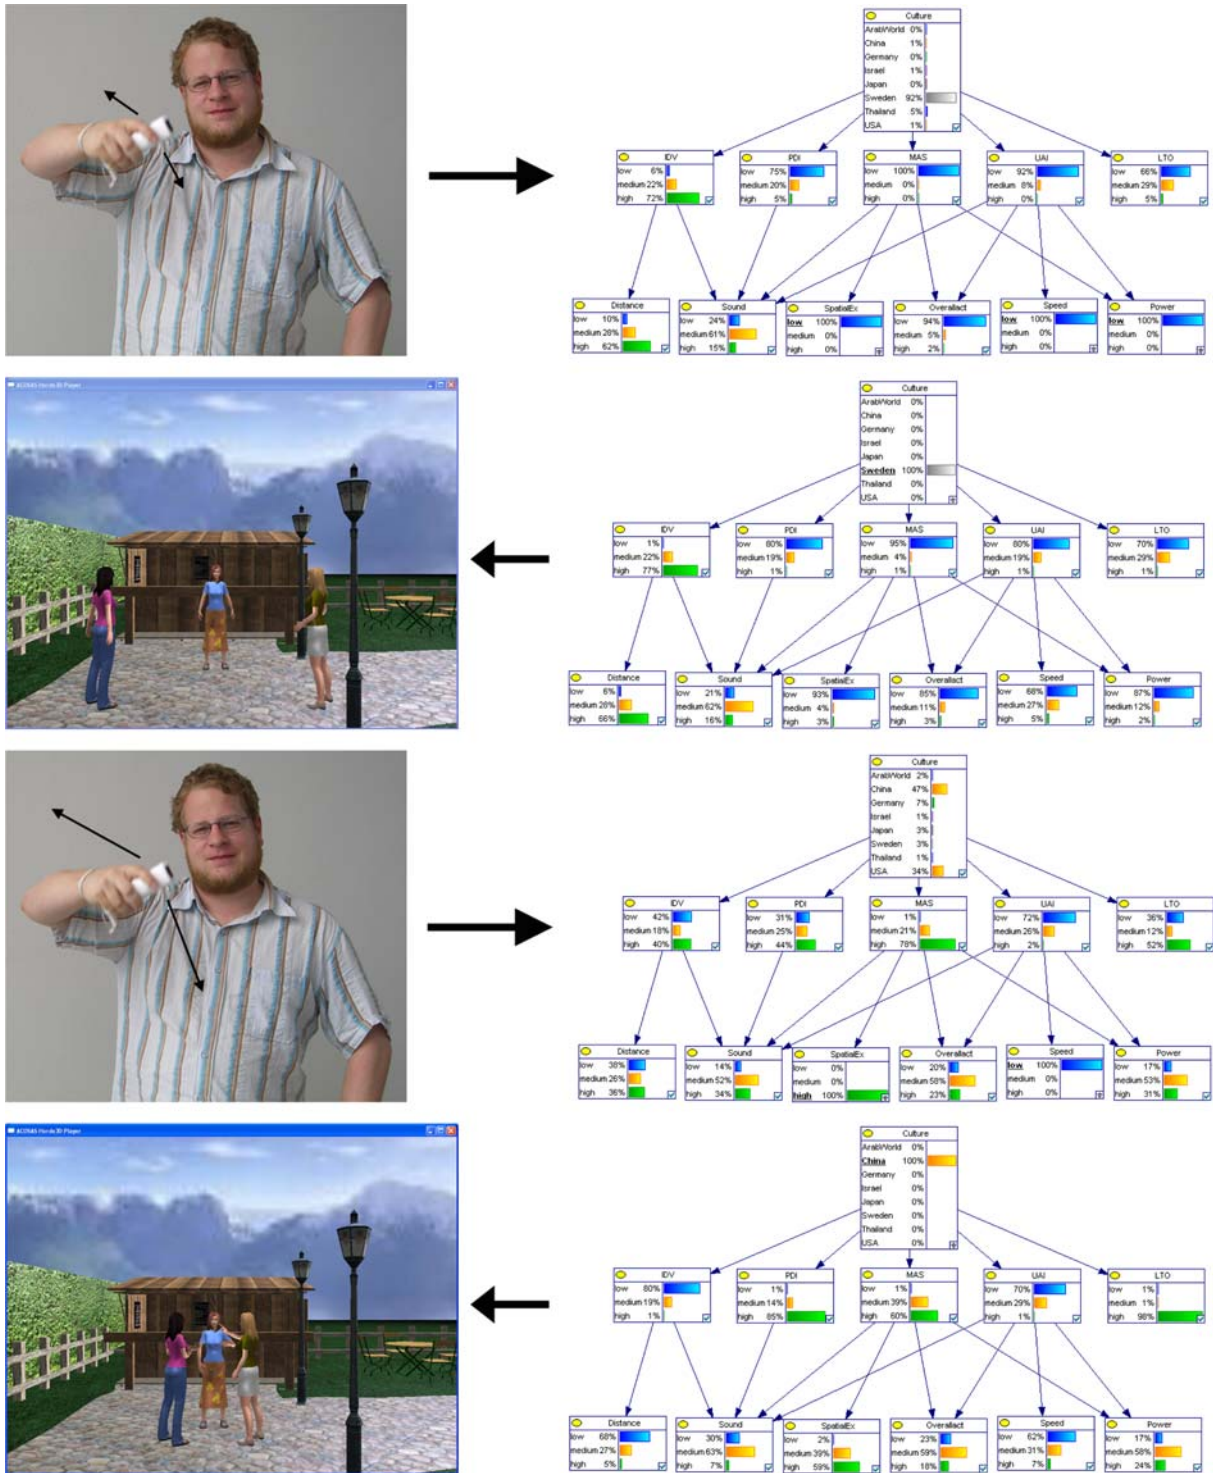 Culture
ArabWorld 0%
China 1%
Germany 0%
Israel 1%
Japan 0%
Sweden 92%
Thailand 5%
USA 1%
IDV PDI MAS UAI LTO
low 6% low 75% low 100% low 92% low 66%
medium 22% medium 20% medium 0% medium 8% medium 29%
high 72% high 5% high 0% high 0% high 5%
Distance Sound SpatialEx Overallact Speed Power
low 10% low 24% low 100% low 94% low 100% low 100%
medium 28% medium 61% medium 0% medium 5% medium 0% medium 0%
high 62% high 15% high 0% high 2% high 0% high 0%
ACOSAS Horde3D Player
Culture
ArabWorld 0%
China 0%
Germany 0%
Israel 0%
Japan 0%
Sweden 100%
Thailand 0%
USA 0%
IDV PDI MAS UAI LTO
low 1% low 80% low 95% low 80% low 70%
medium 22% medium 19% medium 4% medium 19% medium 29%
high 77% high 1% high 1% high 1% high 1%
Distance Sound SpatialEx Overallact Speed Power
low 6% low 21% low 93% low 85% low 68% low 87%
medium 28% medium 62% medium 4% medium 11% medium 27% medium 12%
high 66% high 16% high 3% high 3% high 5% high 2%
Culture
ArabWorld 2%
China 47%
Germany 7%
Israel 1%
Japan 3%
Sweden 3%
Thailand 1%
USA 34%
IDV PDI MAS UAI LTO
low 42% low 31% low 1% low 72% low 36%
medium 18% medium 25% medium 21% medium 26% medium 12%
high 40% high 44% high 78% high 2% high 52%
Distance Sound SpatialEx Overallact Speed Power
low 38% low 14% low 0% low 20% low 100% low 17%
medium 26% medium 52% medium 0% medium 58% medium 0% medium 53%
high 36% high 34% high 100% high 23% high 0% high 31%
ACOSAS Horde3D Player
Culture
ArabWorld 0%
China 100%
Germany 0%
Israel 0%
Japan 0%
Sweden 0%
Thailand 0%
USA 0%
IDV PDI MAS UAI LTO
low 80% low 1% low 1% low 70% low 1%
medium 19% medium 14% medium 39% medium 29% medium 1%
high 1% high 85% high 60% high 1% high 98%
Distance Sound SpatialEx Overallact Speed Power
low 68% low 30% low 2% low 23% low 62% low 17%
medium 27% medium 63% medium 39% medium 59% medium 31% medium 58%
high 5% high 7% high 59% high 18% high 7% high 24%